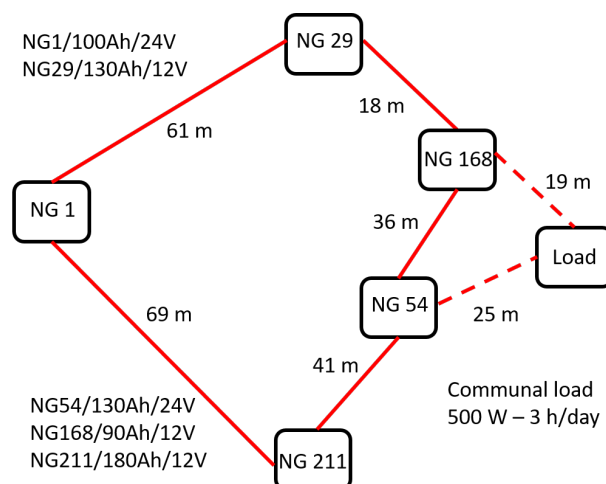 NG1/100Ah/24V
NG29/130Ah/12V
NG 29
61 m
18 m
NG 168
19 m
NG 1
36 m
Load
NG 54
25 m
69 m
41 m
NG54/130Ah/24V
NG168/90Ah/12V
NG211/180Ah/12V
NG 211
Communal load
500 W – 3 h/day